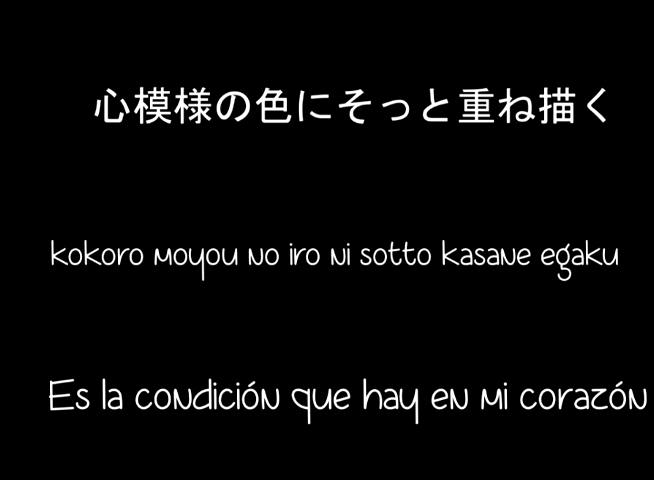 心模様の色にそっと重ね描く
kokoro moyou no iro ni sotto kasane egaku
Es la condición que hay en mi corazón